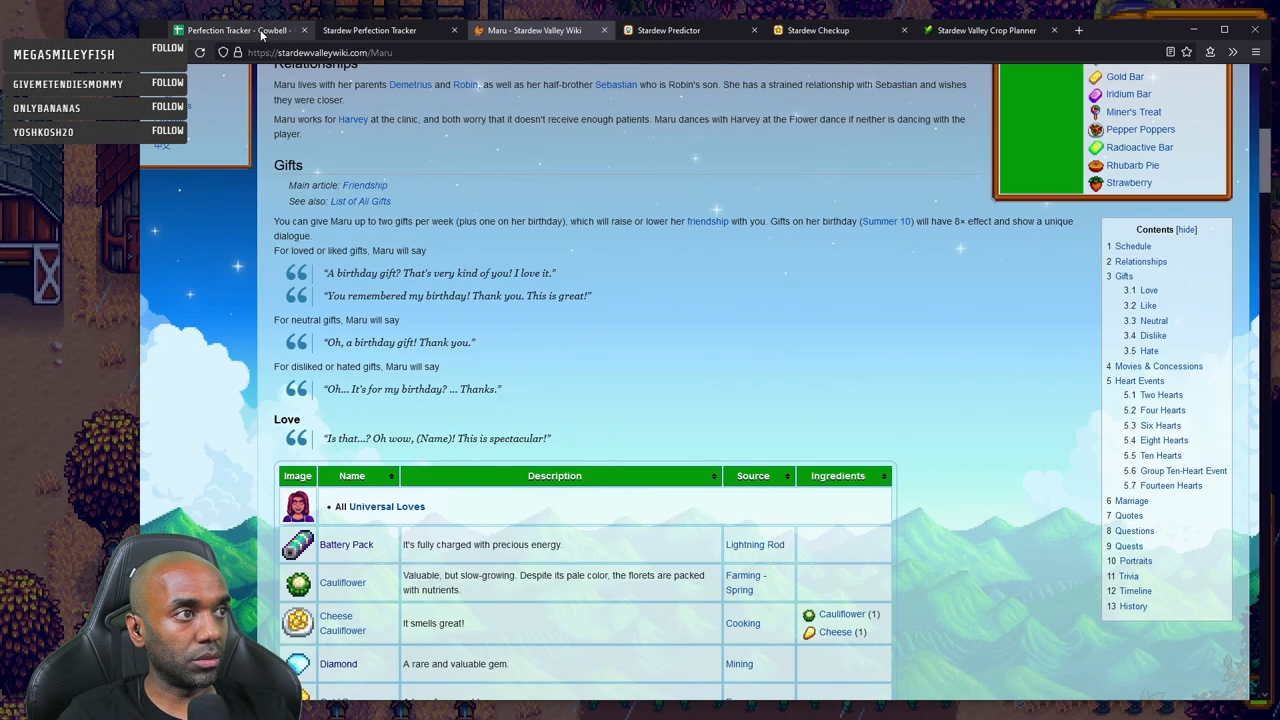 Perfection Tracker - Cowbell -
Stardew Perfection Tracker
Maru - Stardew Valley Wiki
Stardew Predictor
Stardew Checkup
Stardew Valley Crop Planner
https://stardewvalleywiki.com/Maru
MEGASMILEYFISH FOLLOW
GIVEMETENDIESMOMMY FOLLOW
ONLYBANANAS FOLLOW
YOSHKOSH20 FOLLOW
中文
Relationships
Maru lives with her parents Demetrius and Robin, as well as her half-brother Sebastian who is Robin's son. She has a strained relationship with Sebastian and wishes
they were closer.
Maru works for Harvey at the clinic, and both worry that it doesn't receive enough patients. Maru dances with Harvey at the Flower dance if neither is dancing with the
player.
Gifts
Main article: Friendship
See also: List of All Gifts
You can give Maru up to two gifts per week (plus one on her birthday), which will raise or lower her friendship with you. Gifts on her birthday (Summer 10) will have 8× effect and show a unique
dialogue.
For loved or liked gifts, Maru will say
“A birthday gift? That's very kind of you! I love it.”
“You remembered my birthday! Thank you. This is great!”
For neutral gifts, Maru will say
“Oh, a birthday gift! Thank you.”
For disliked or hated gifts, Maru will say
“Oh... It's for my birthday? ... Thanks.”
Love
“Is that...? Oh wow, (Name)! This is spectacular!”
Image Name Description Source Ingredients
• All Universal Loves
Battery Pack It's fully charged with precious energy. Lightning Rod
Cauliflower Valuable, but slow-growing. Despite its pale color, the florets are packed
with nutrients. Farming -
Spring
Cheese
Cauliflower It smells great! Cooking Cauliflower (1)
Cheese (1)
Diamond A rare and valuable gem. Mining
Gold Bar
Iridium Bar
Miner's Treat
Pepper Poppers
Radioactive Bar
Rhubarb Pie
Strawberry
Contents [hide]
1 Schedule
2 Relationships
3 Gifts
3.1 Love
3.2 Like
3.3 Neutral
3.4 Dislike
3.5 Hate
4 Movies & Concessions
5 Heart Events
5.1 Two Hearts
5.2 Four Hearts
5.3 Six Hearts
5.4 Eight Hearts
5.5 Ten Hearts
5.6 Group Ten-Heart Event
5.7 Fourteen Hearts
6 Marriage
7 Quotes
8 Questions
9 Quests
10 Portraits
11 Trivia
12 Timeline
13 History